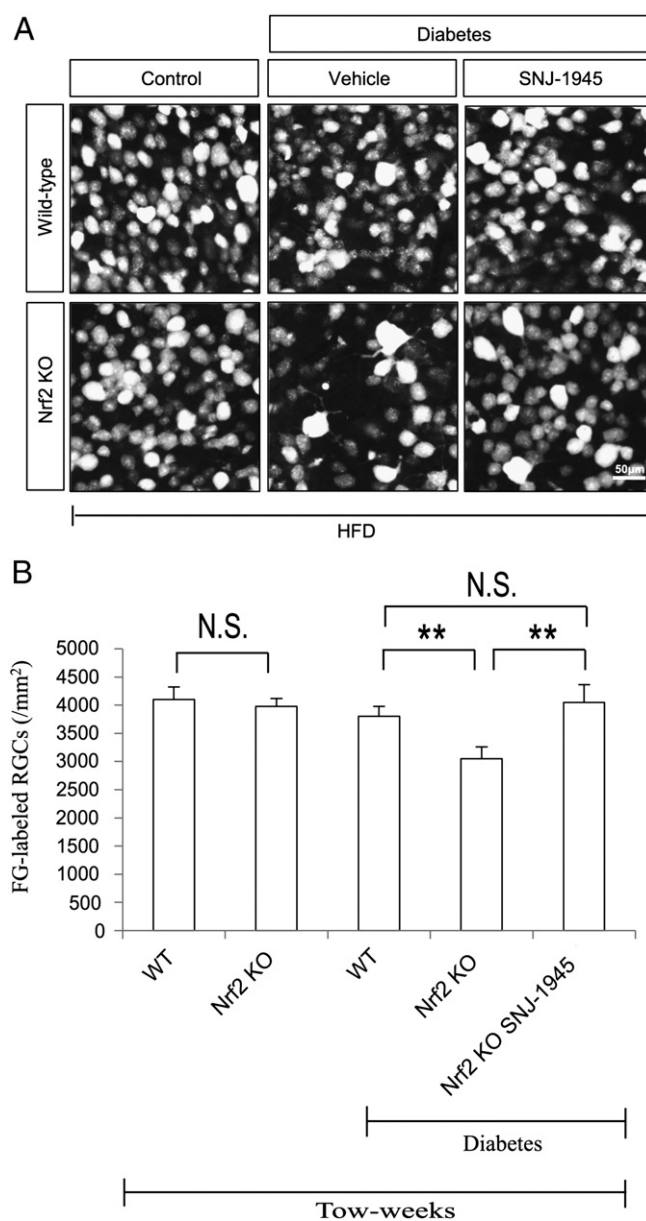 A
Diabetes
Control
Vehicle
SNJ-1945
Wild-type
Nrf2 KO
50μm
HFD
B
N.S.
N.S.
**
**
FG-labeled RGCs (/mm²)
5000
4500
4000
3500
3000
2500
2000
1500
1000
500
0
WT
Nrf2 KO
WT
Nrf2 KO
Nrf2 KO SNJ-1945
Diabetes
Tow-weeks